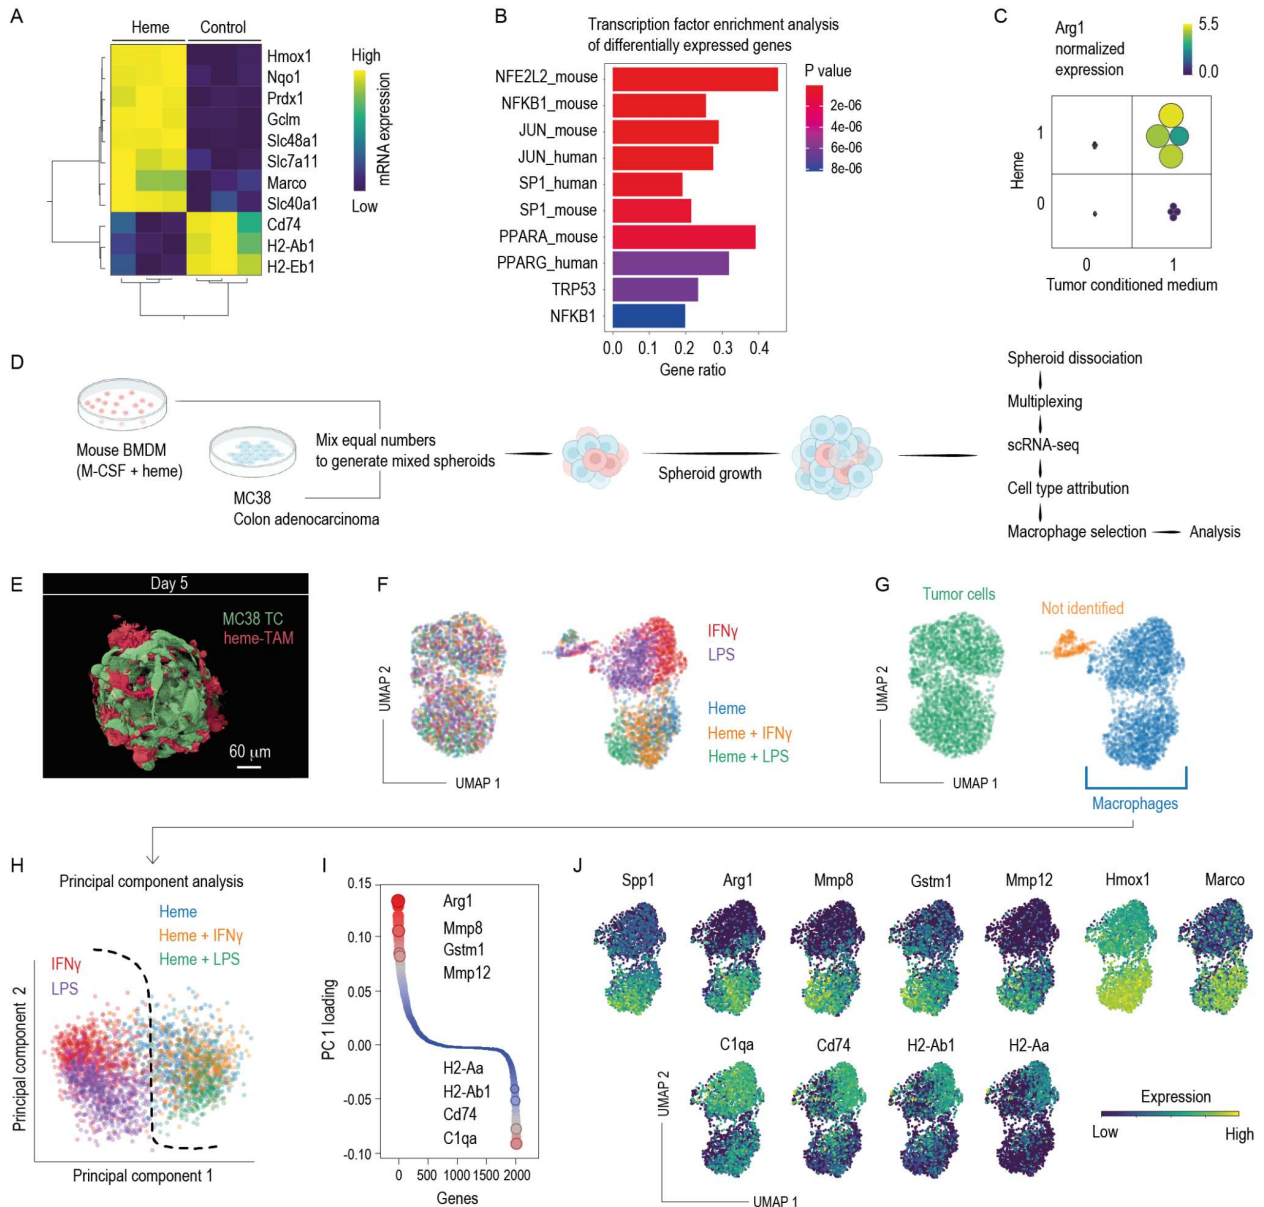 A
Heme
Control
Hmox1
Nqo1
Prdx1
Gclm
Slc48a1
Slc7a11
Marco
Slc40a1
Cd74
H2-Ab1
H2-Eb1
High
mRNA expression
Low
B
Transcription factor enrichment analysis
of differentially expressed genes
NFE2L2_mouse
NFKB1_mouse
JUN_mouse
JUN_human
SP1_human
SP1_mouse
PPARA_mouse
PPARG_human
TRP53
NFKB1
0.0 0.1 0.2 0.3 0.4
Gene ratio
P value
2e-06
4e-06
6e-06
8e-06
C
Arg1
normalized
expression
5.5
0.0
Heme
1
0
0 1
Tumor conditioned medium
D
Mouse BMDM
(M-CSF + heme)
MC38
Colon adenocarcinoma
Mix equal numbers
to generate mixed spheroids
Spheroid growth
Spheroid dissociation
Multiplexing
scRNA-seq
Cell type attribution
Macrophage selection
Analysis
E
Day 5
MC38 TC
heme-TAM
60 μm
F
IFNγ
LPS
Heme
Heme + IFNγ
Heme + LPS
UMAP 2
UMAP 1
G
Tumor cells
Not identified
UMAP 2
UMAP 1
Macrophages
H
Principal component analysis
Heme
Heme + IFNγ
Heme + LPS
IFNγ
LPS
Principal component 2
Principal component 1
I
0.15
0.10
0.05
0.00
-0.05
-0.10
PC 1 loading
Arg1
Mmp8
Gstm1
Mmp12
H2-Aa
H2-Ab1
Cd74
C1qa
0 500 1000 1500 2000
Genes
J
Spp1 Arg1 Mmp8 Gstm1 Mmp12 Hmox1 Marco
C1qa Cd74 H2-Ab1 H2-Aa
UMAP 2
UMAP 1
Expression
Low High